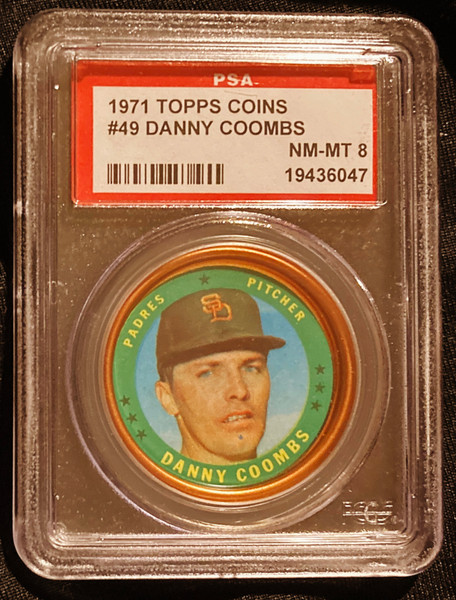 PSA
1971 TOPPS COINS
#49 DANNY COOMBS
NM-MT 8
19436047
PADRES PITCHER
SD
DANNY COOMBS